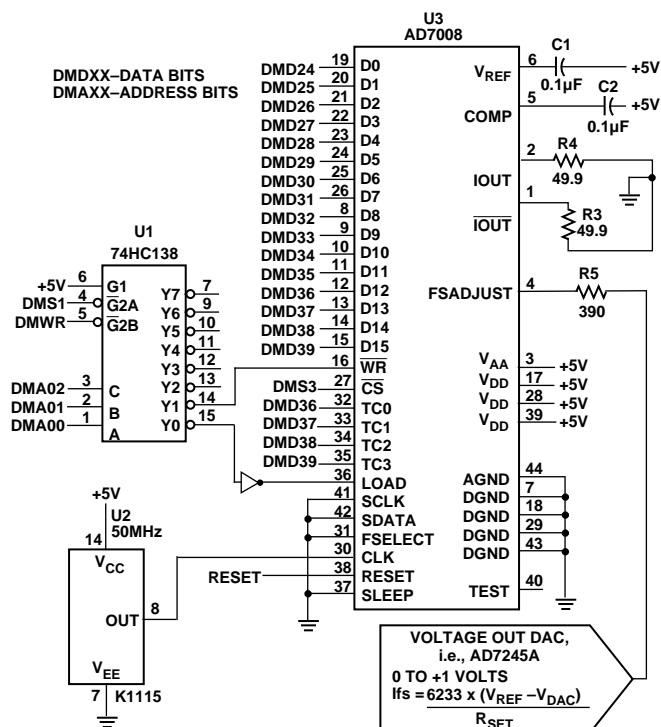 U3
AD7008
DMDXX–DATA BITS
DMAXX–ADDRESS BITS
DMD24 19 D0
DMD25 20 D1
DMD26 21 D2
DMD27 22 D3
DMD28 23 D4
DMD29 24 D5
DMD30 25 D6
DMD31 26 D7
DMD32 8 D8
DMD33 9 D9
DMD34 10 D10
DMD35 11 D11
DMD36 12 D12
DMD37 13 D13
DMD38 14 D14
DMD39 15 D15
16 WR
DMS3 27 CS
DMD36 32 TC0
DMD37 33 TC1
DMD38 34 TC2
DMD39 35 TC3
36 LOAD
41 SCLK
42 SDATA
31 FSELECT
30 CLK
RESET 38 RESET
37 SLEEP
VREF 6 C1 +5V
0.1µF
COMP 5 C2 +5V
0.1µF
IOUT 2 R4
49.9
IOUT 1 R3
49.9
FSADJUST 4 R5
390
VAA 3 +5V
VDD 17 +5V
VDD 28 +5V
VDD 39 +5V
AGND 44
DGND 7
DGND 18
DGND 29
DGND 43
TEST 40
U1
74HC138
+5V 6 G1
DMS1 4 G2A
DMWR 5 G2B
DMA02 3 C
DMA01 2 B
DMA00 1 A
Y7 7
Y6 9
Y5 10
Y4 11
Y3 12
Y2 13
Y1 14
Y0 15
+5V
U2
50MHz
14
VCC
OUT 8
VEE
7 K1115
VOLTAGE OUT DAC,
i.e., AD7245A
0 TO +1 VOLTS
Ifs = 6233 x (VREF –VDAC)
RSET